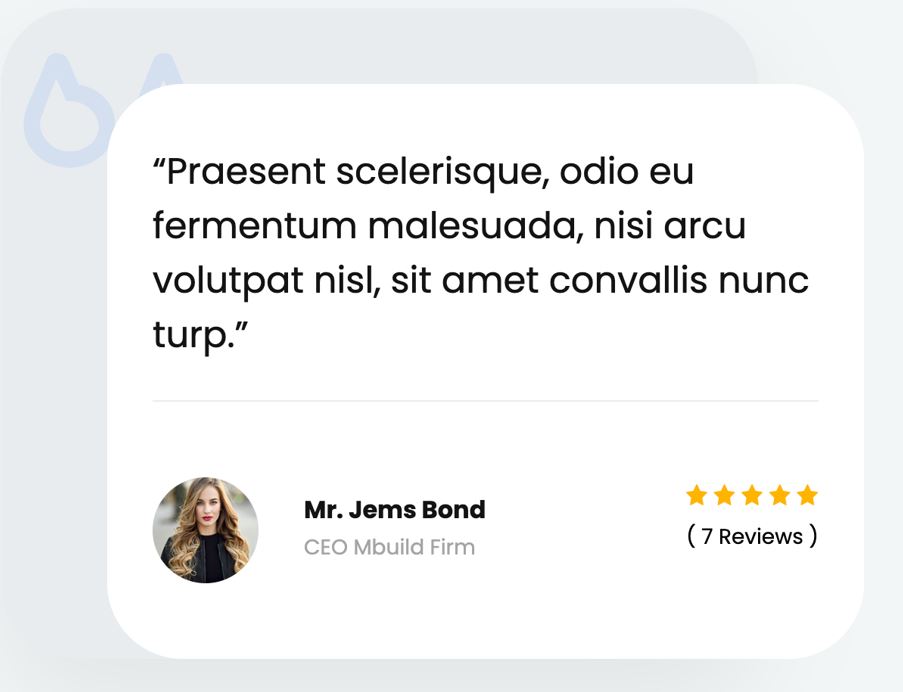 “Praesent scelerisque, odio eu
fermentum malesuada, nisi arcu
volutpat nisl, sit amet convallis nunc
turp.”
Mr. Jems Bond
CEO Mbuild Firm
( 7 Reviews )